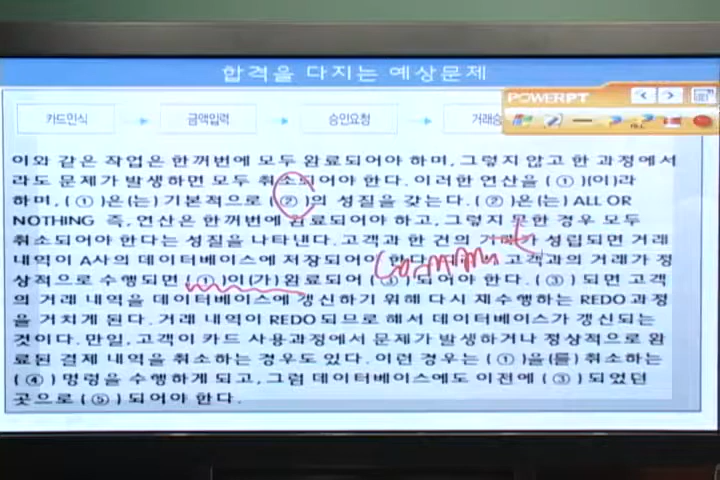 합격을 다지는 예상문제
POWERPT
카드인식
금액입력
승인요청
거래승
이와 같은 작업은 한꺼번에 모두 완료되어야 하며, 그렇지 않고 한 과정에서
라도 문제가 발생하면 모두 취소되어야 한다. 이러한 연산을 ( ① )(이)라
하며, ( ① )은(는) 기본적으로 ( ② )의 성질을 갖는다. ( ② )은(는) ALL OR
NOTHING 즉, 연산은 한꺼번에 완료되어야 하고, 그렇지 못한 경우 모두
취소되어야 한다는 성질을 나타낸다. 고객과 한 건의 거래가 성립되면 거래
내역이 A사의 데이터베이스에 저장되어야 한다. 고객과의 거래가 정
상적으로 수행되면 ( ① )이(가) 완료되어 ( ③ ) 되어야 한다. ( ③ ) 되면 고객
의 거래 내역을 데이터베이스에 갱신하기 위해 다시 재수행하는 REDO 과정
을 거치게 된다. 거래 내역이 REDO 되므로 해서 데이터베이스가 갱신되는
것이다. 만일, 고객이 카드 사용과정에서 문제가 발생하거나 정상적으로 완
료된 결제 내역을 취소하는 경우도 있다. 이런 경우는 ( ① )을(를) 취소하는
( ④ ) 명령을 수행하게 되고, 그럼 데이터베이스에도 이전에 ( ③ ) 되었던
곳으로 ( ⑤ ) 되어야 한다.